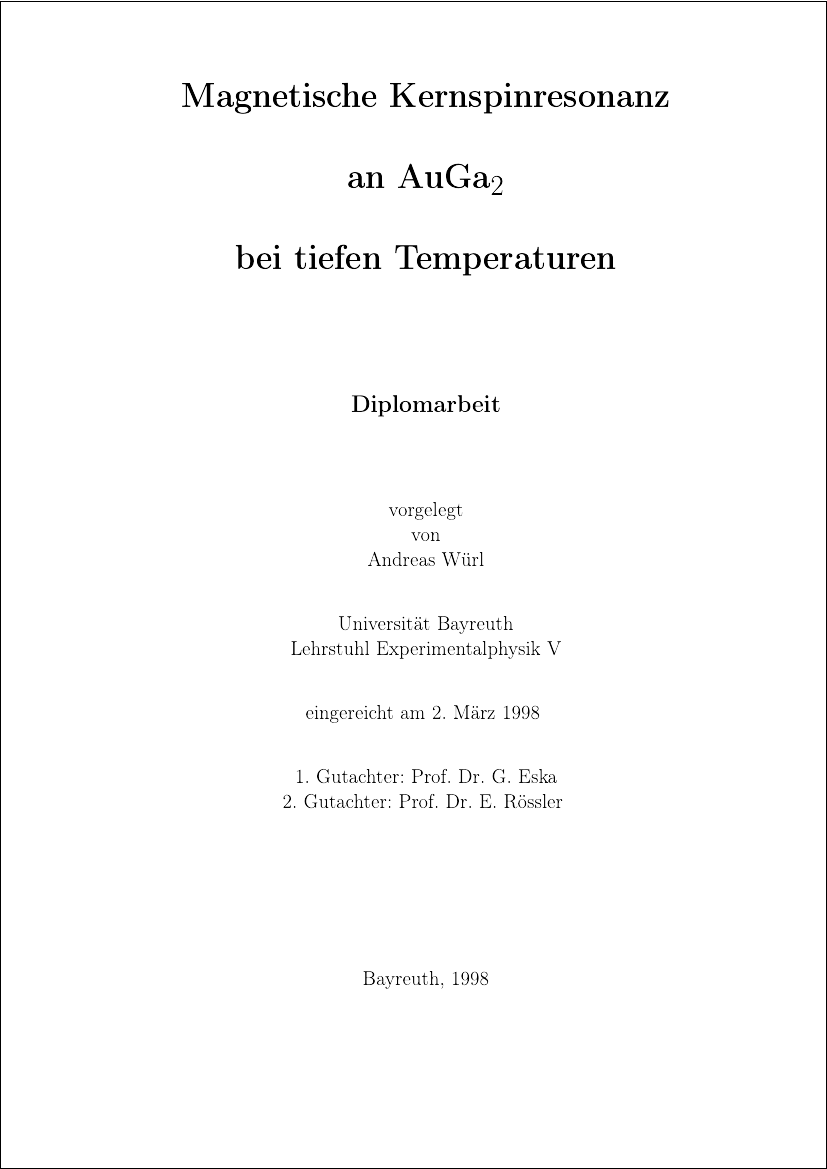 Magnetische Kernspinresonanz
an AuGa₂
bei tiefen Temperaturen
Diplomarbeit
vorgelegt
von
Andreas Würl
Universität Bayreuth
Lehrstuhl Experimentalphysik V
eingereicht am 2. März 1998
1. Gutachter: Prof. Dr. G. Eska
2. Gutachter: Prof. Dr. E. Rössler
Bayreuth, 1998